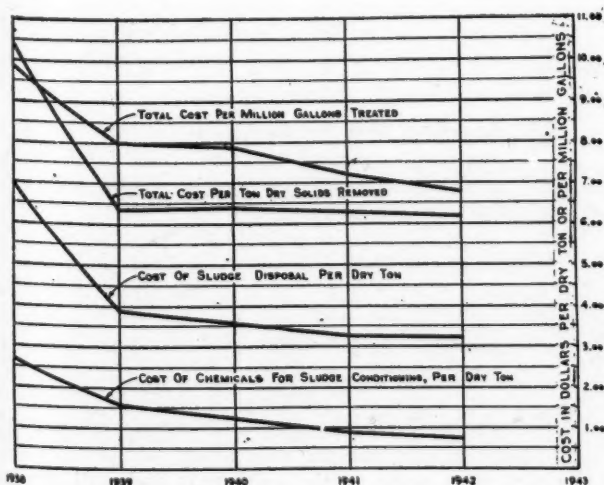 11.00
10.00
9.00
8.00
7.00
6.00
5.00
4.00
3.00
2.00
1.00
COST IN DOLLARS PER DRY TON OR PER MILLION GALLONS
TOTAL COST PER MILLION GALLONS TREATED
TOTAL COST PER TON DRY SOLIDS REMOVED
COST OF SLUDGE DISPOSAL PER DRY TON
COST OF CHEMICALS FOR SLUDGE CONDITIONING, PER DRY TON
1938 1939 1940 1941 1942 1943